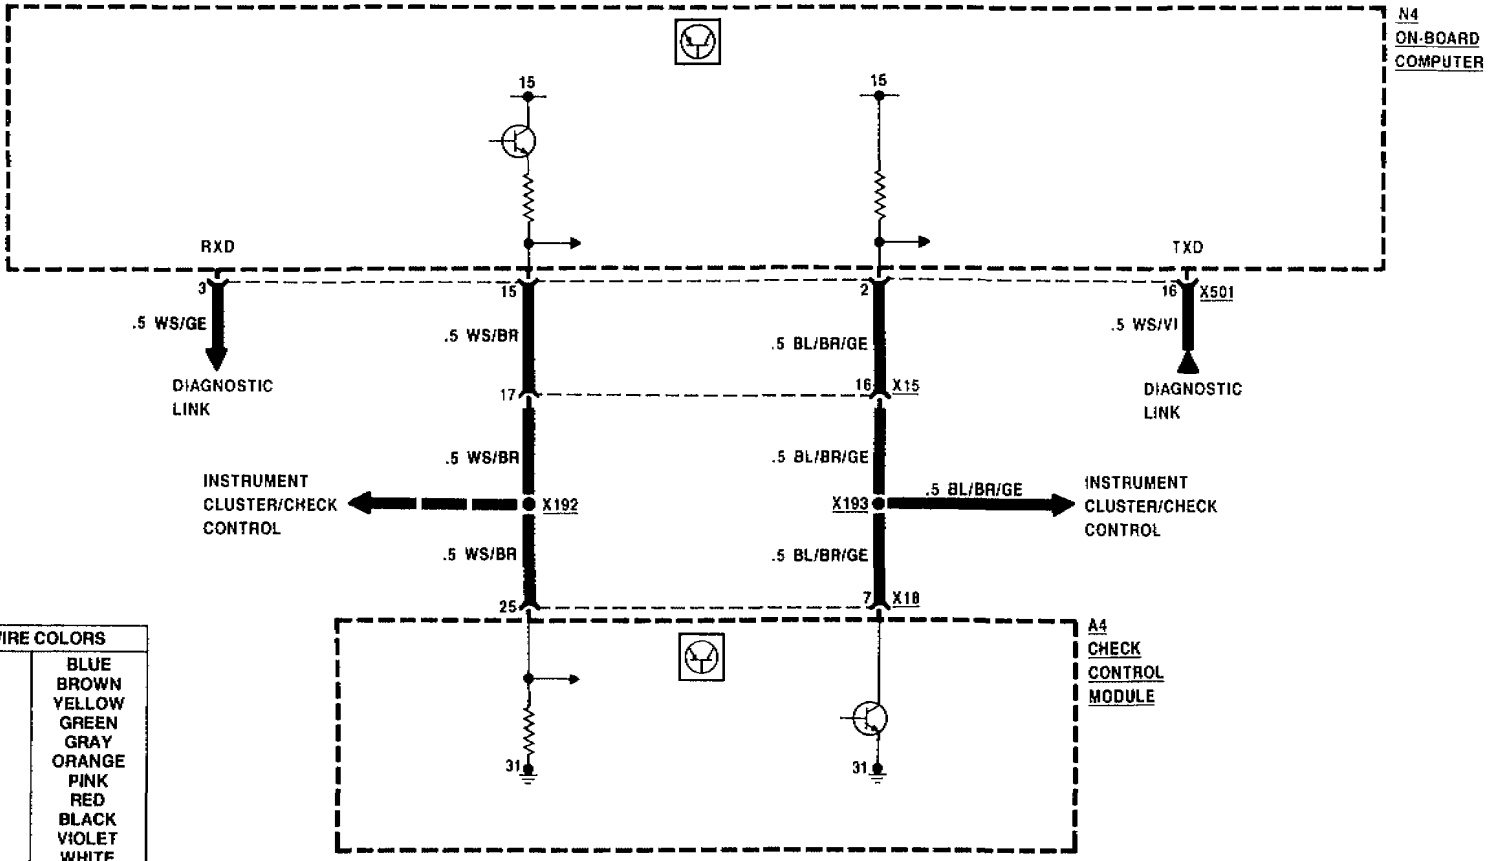 N4
ON-BOARD
COMPUTER
15
15
RXD
TXD
3
15
2
16 X501
.5 WS/GE
.5 WS/BR
.5 BL/BR/GE
.5 WS/VI
DIAGNOSTIC
LINK
DIAGNOSTIC
LINK
17
16 X15
.5 WS/BR
.5 BL/BR/GE
INSTRUMENT
CLUSTER/CHECK
CONTROL
X192
X193
.5 BL/BR/GE
INSTRUMENT
CLUSTER/CHECK
CONTROL
.5 WS/BR
.5 BL/BR/GE
25
7 X18
A4
CHECK
CONTROL
MODULE
31
31
WIRE COLORS
BLUE
BROWN
YELLOW
GREEN
GRAY
ORANGE
PINK
RED
BLACK
VIOLET
WHITE